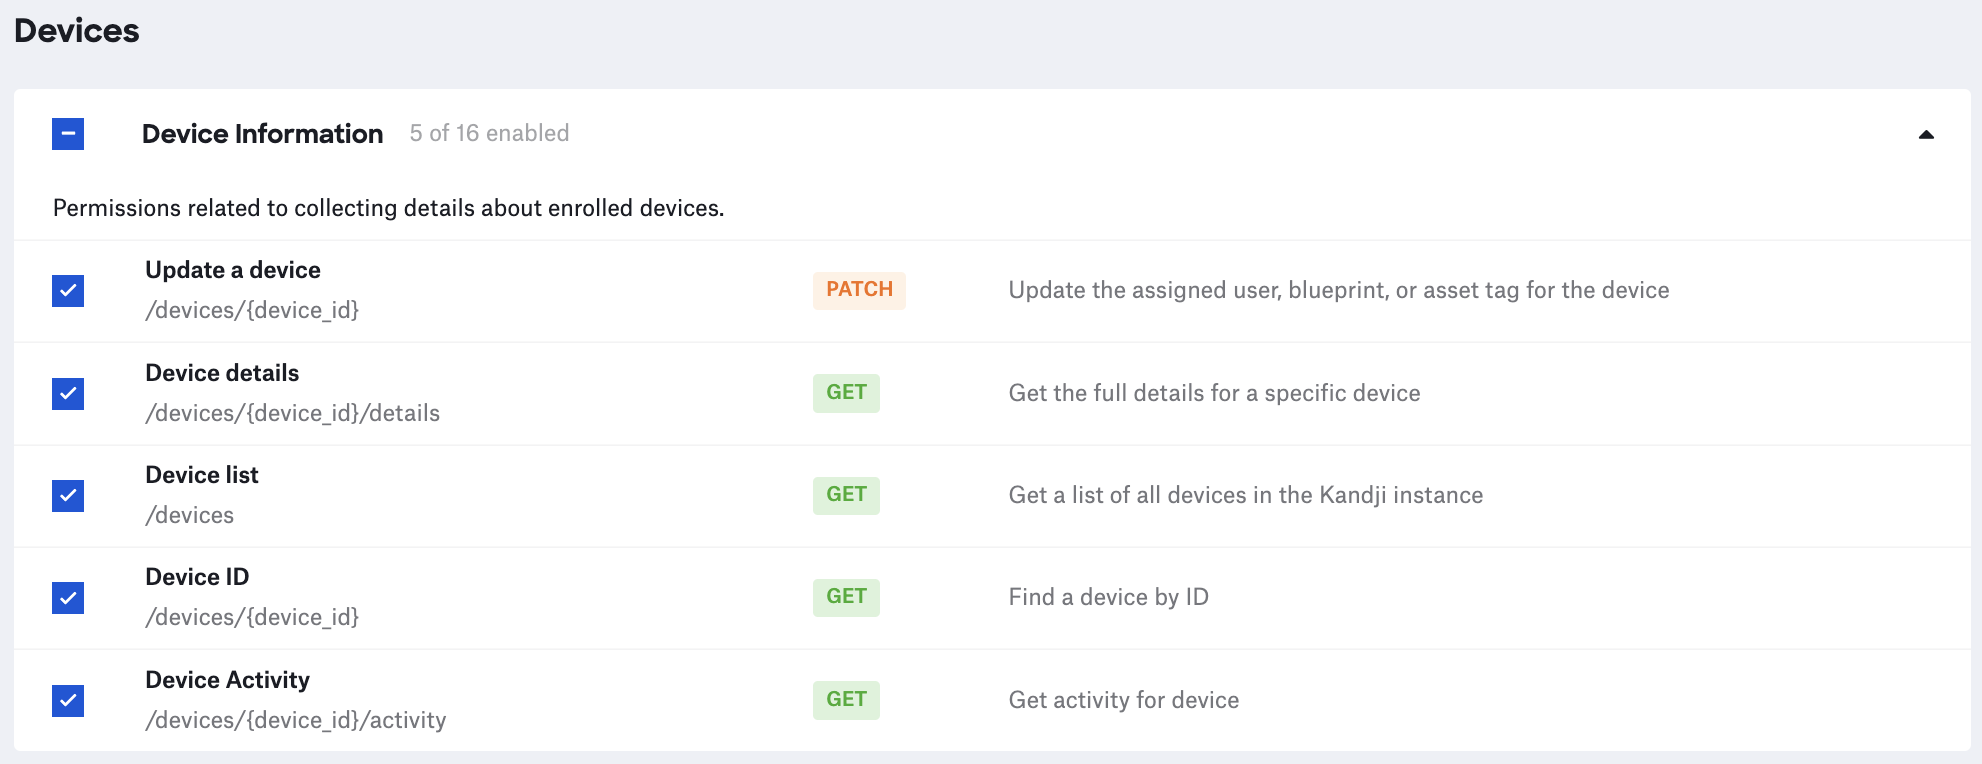 Devices
Device Information 5 of 16 enabled
Permissions related to collecting details about enrolled devices.
Update a device
/devices/{device_id}
PATCH
Update the assigned user, blueprint, or asset tag for the device
Device details
/devices/{device_id}/details
GET
Get the full details for a specific device
Device list
/devices
GET
Get a list of all devices in the Kandji instance
Device ID
/devices/{device_id}
GET
Find a device by ID
Device Activity
/devices/{device_id}/activity
GET
Get activity for device